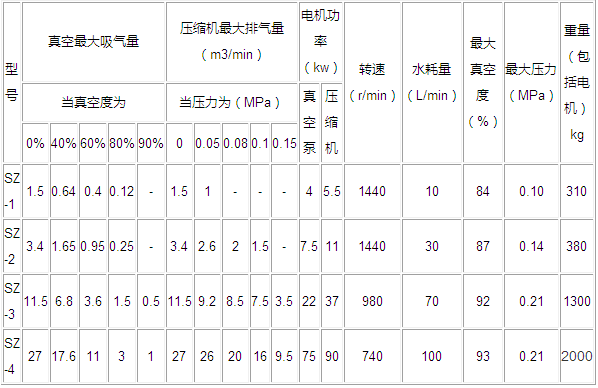 型号 真空最大吸气量 压缩机最大排气量（m3/min） 电机功率（kw） 转速（r/min） 水耗量（L/min） 最大真空度（%） 最大压力（MPa） 重量（包括电机）kg
当真空度为 当压力为（MPa） 真空泵 压缩机
0% 40% 60% 80% 90% 0 0.05 0.08 0.1 0.15
SZ-1 1.5 0.64 0.4 0.12 - 1.5 1 - - - 4 5.5 1440 10 84 0.10 310
SZ-2 3.4 1.65 0.95 0.25 - 3.4 2.6 2 1.5 - 7.5 11 1440 30 87 0.14 380
SZ-3 11.5 6.8 3.6 1.5 0.5 11.5 9.2 8.5 7.5 3.5 22 37 980 70 92 0.21 1300
SZ-4 27 17.6 11 3 1 27 26 20 16 9.5 75 90 740 100 93 0.21 2000